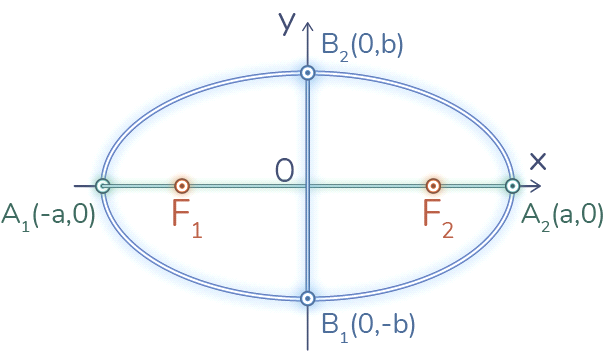 y
B₂(0,b)
0
x
A₁(-a,0)
F₁
F₂
A₂(a,0)
B₁(0,-b)